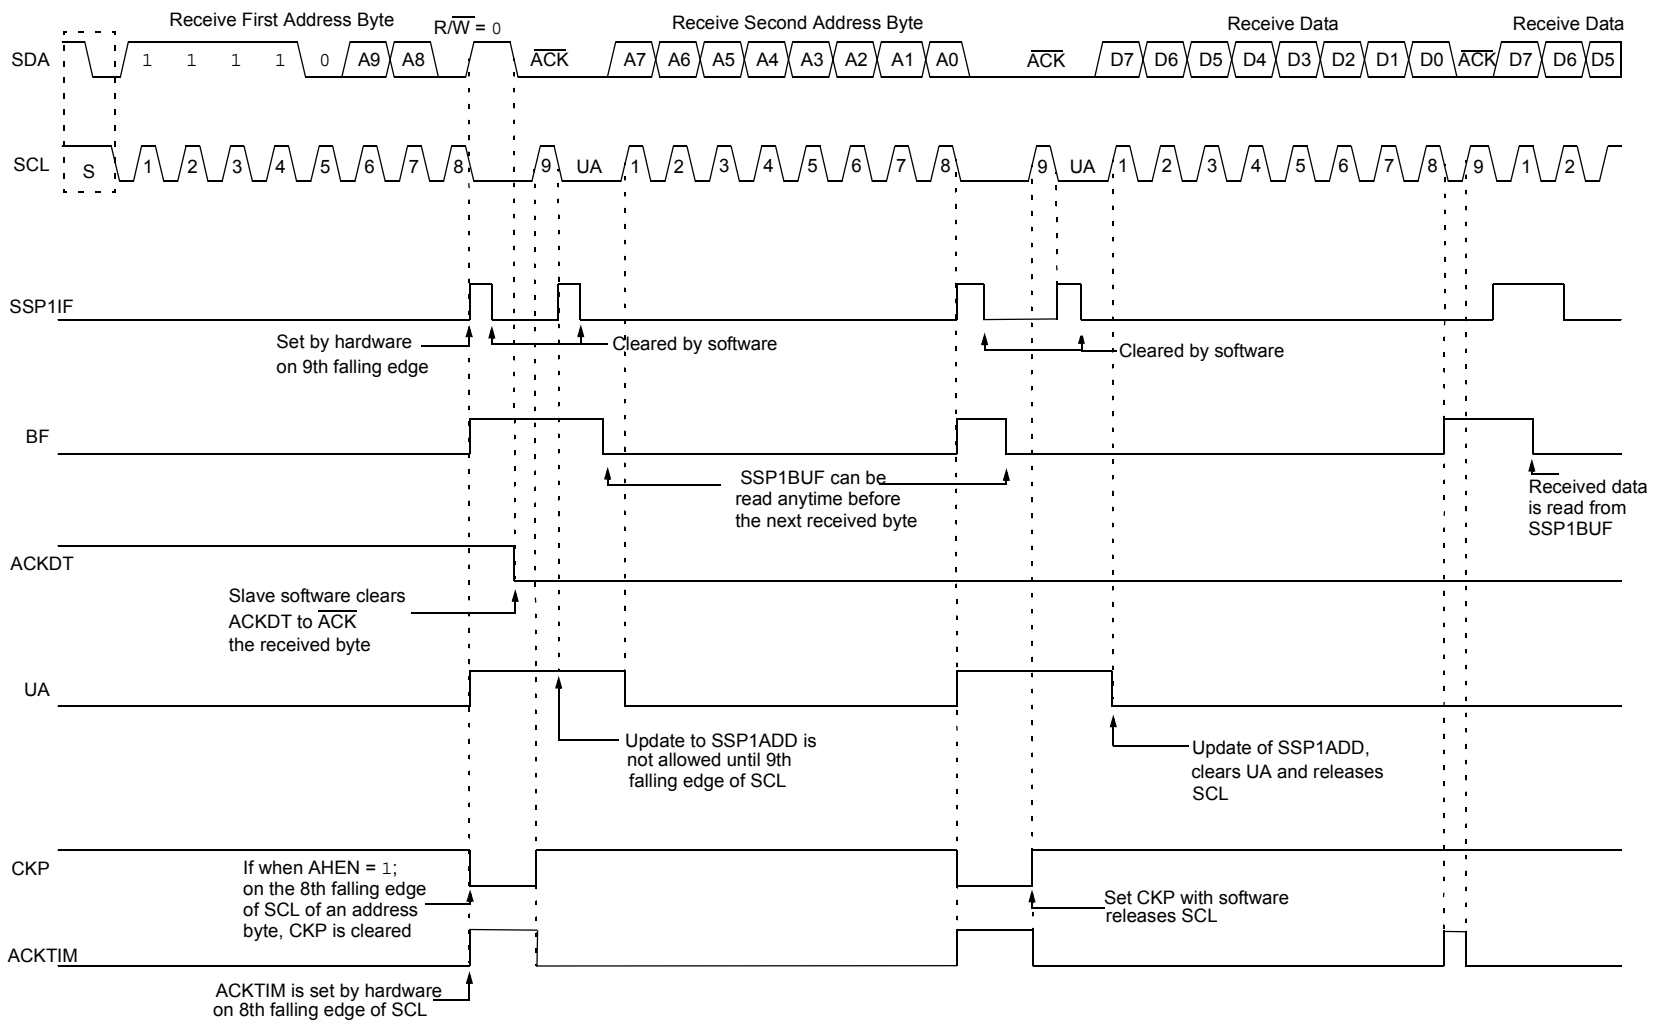 Receive First Address Byte R/W̅ = 0 Receive Second Address Byte Receive Data Receive Data
SDA 1 1 1 1 0 A9 A8 A̅C̅K̅ A7 A6 A5 A4 A3 A2 A1 A0 A̅C̅K̅ D7 D6 D5 D4 D3 D2 D1 D0 A̅C̅K̅ D7 D6 D5
SCL S 1 2 3 4 5 6 7 8 9 UA 1 2 3 4 5 6 7 8 9 UA 1 2 3 4 5 6 7 8 9 1 2
SSP1IF
Set by hardware
on 9th falling edge
Cleared by software
Cleared by software
BF
SSP1BUF can be
read anytime before
the next received byte
Received data
is read from
SSP1BUF
ACKDT
Slave software clears
ACKDT to A̅C̅K̅
the received byte
UA
Update to SSP1ADD is
not allowed until 9th
falling edge of SCL
Update of SSP1ADD,
clears UA and releases
SCL
CKP
If when AHEN = 1;
on the 8th falling edge
of SCL of an address
byte, CKP is cleared
Set CKP with software
releases SCL
ACKTIM
ACKTIM is set by hardware
on 8th falling edge of SCL